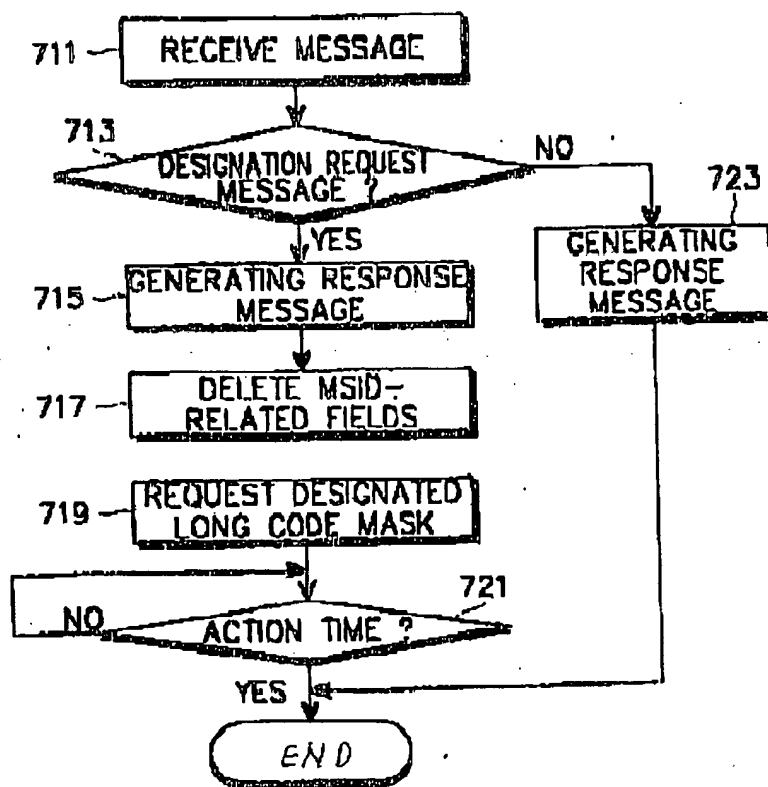 711
RECEIVE MESSAGE
713
DESIGNATION REQUEST
MESSAGE ?
NO
YES
723
GENERATING
RESPONSE
MESSAGE
715
GENERATING RESPONSE
MESSAGE
717
DELETE MSID-
RELATED FIELDS
719
REQUEST DESIGNATED
LONG CODE MASK
721
ACTION TIME ?
NO
YES
END